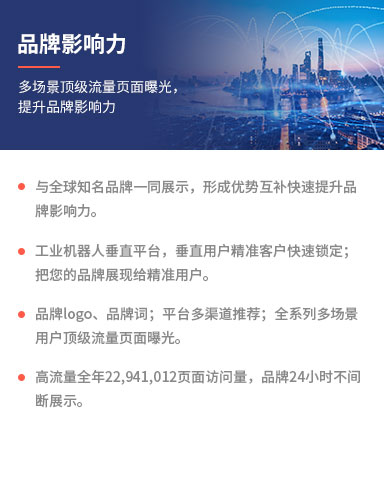 品牌影响力
多场景顶级流量页面曝光，
提升品牌影响力
与全球知名品牌一同展示，形成优势互补快速提升品
牌影响力。
工业机器人垂直平台，垂直用户精准客户快速锁定；
把您的品牌展现给精准用户。
品牌logo、品牌词；平台多渠道推荐；全系列多场景
用户顶级流量页面曝光。
高流量全年22,941,012页面访问量，品牌24小时不间
断展示。